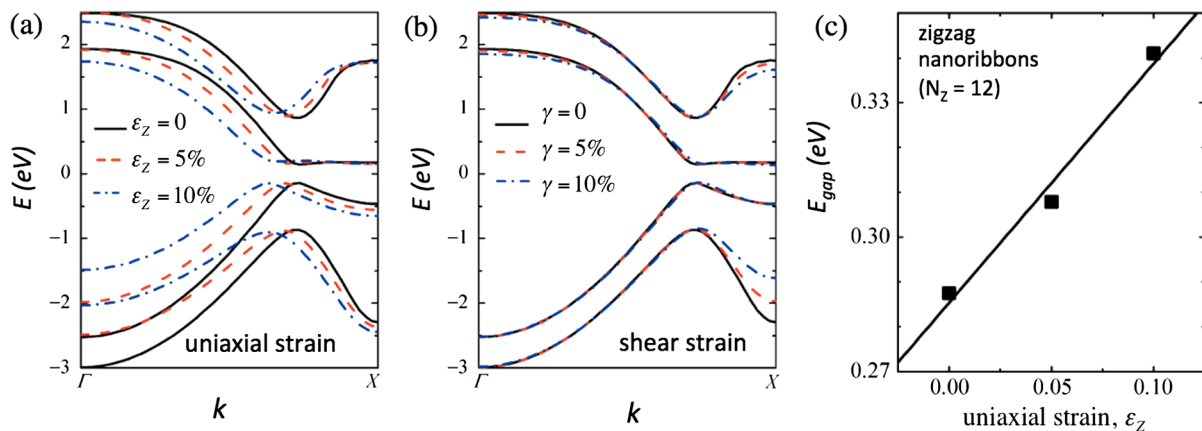 (a)
2
1
0
−1
−2
−3
E (eV)
ε_Z = 0
ε_Z = 5%
ε_Z = 10%
uniaxial strain
Γ
X
k
(b)
2
1
0
−1
−2
−3
E (eV)
γ = 0
γ = 5%
γ = 10%
shear strain
Γ
X
k
(c)
zigzag
nanoribbons
(N_Z = 12)
0.33
0.30
0.27
E_gap (eV)
0.00 0.05 0.10
uniaxial strain, ε_Z